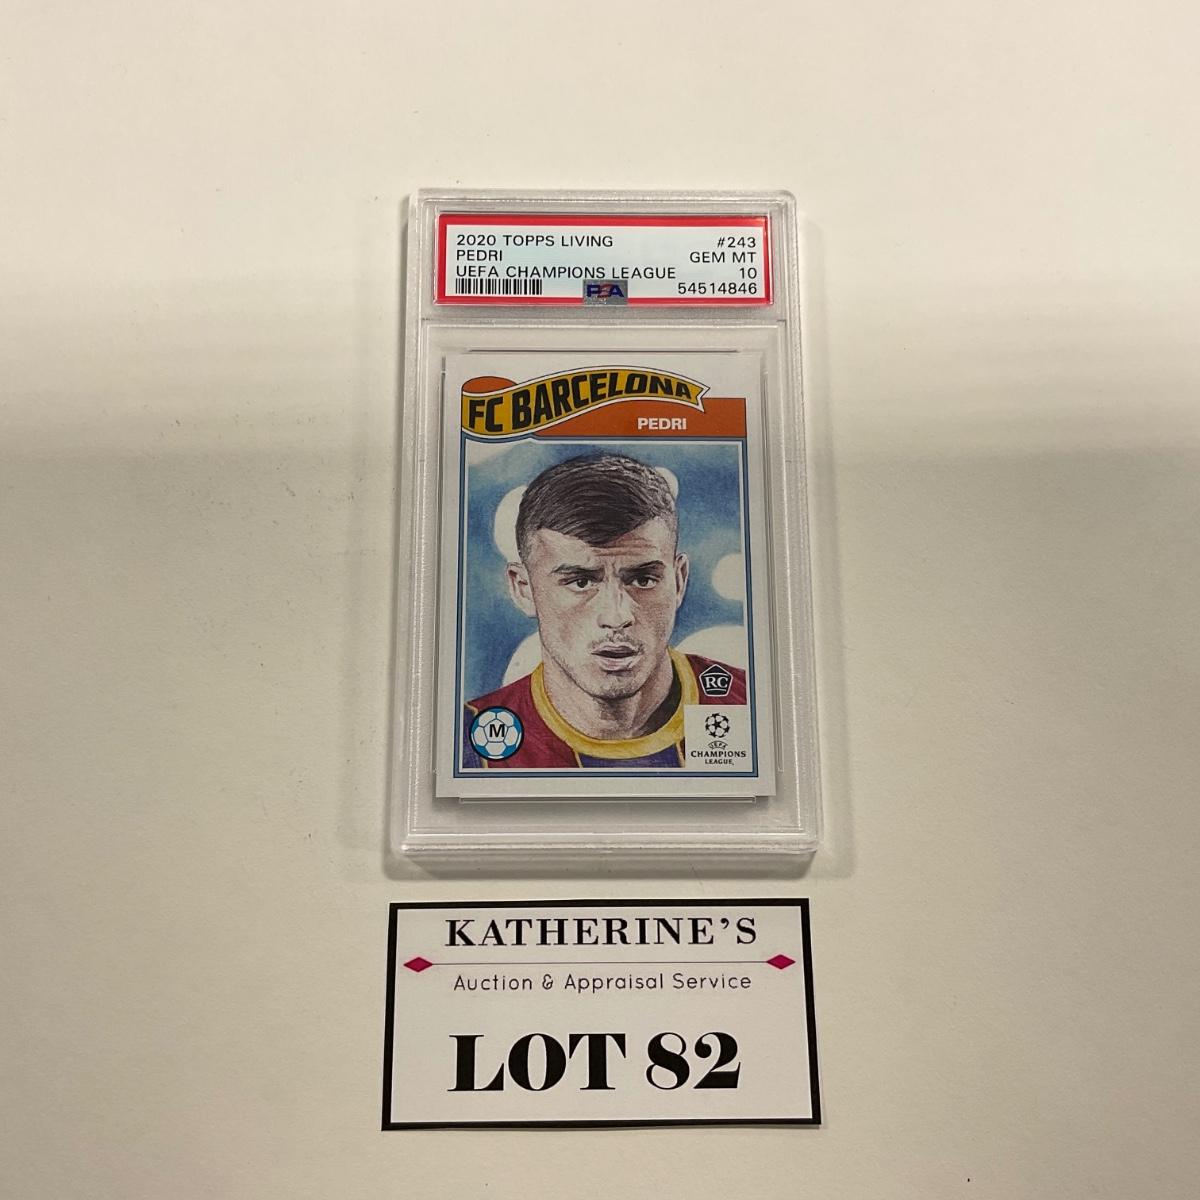 2020 TOPPS LIVING #243
PEDRI GEM MT
UEFA CHAMPIONS LEAGUE 10
PSA 54514846
FC BARCELONA
PEDRI
RC
M
UEFA
CHAMPIONS
LEAGUE
KATHERINE'S
Auction & Appraisal Service
LOT 82